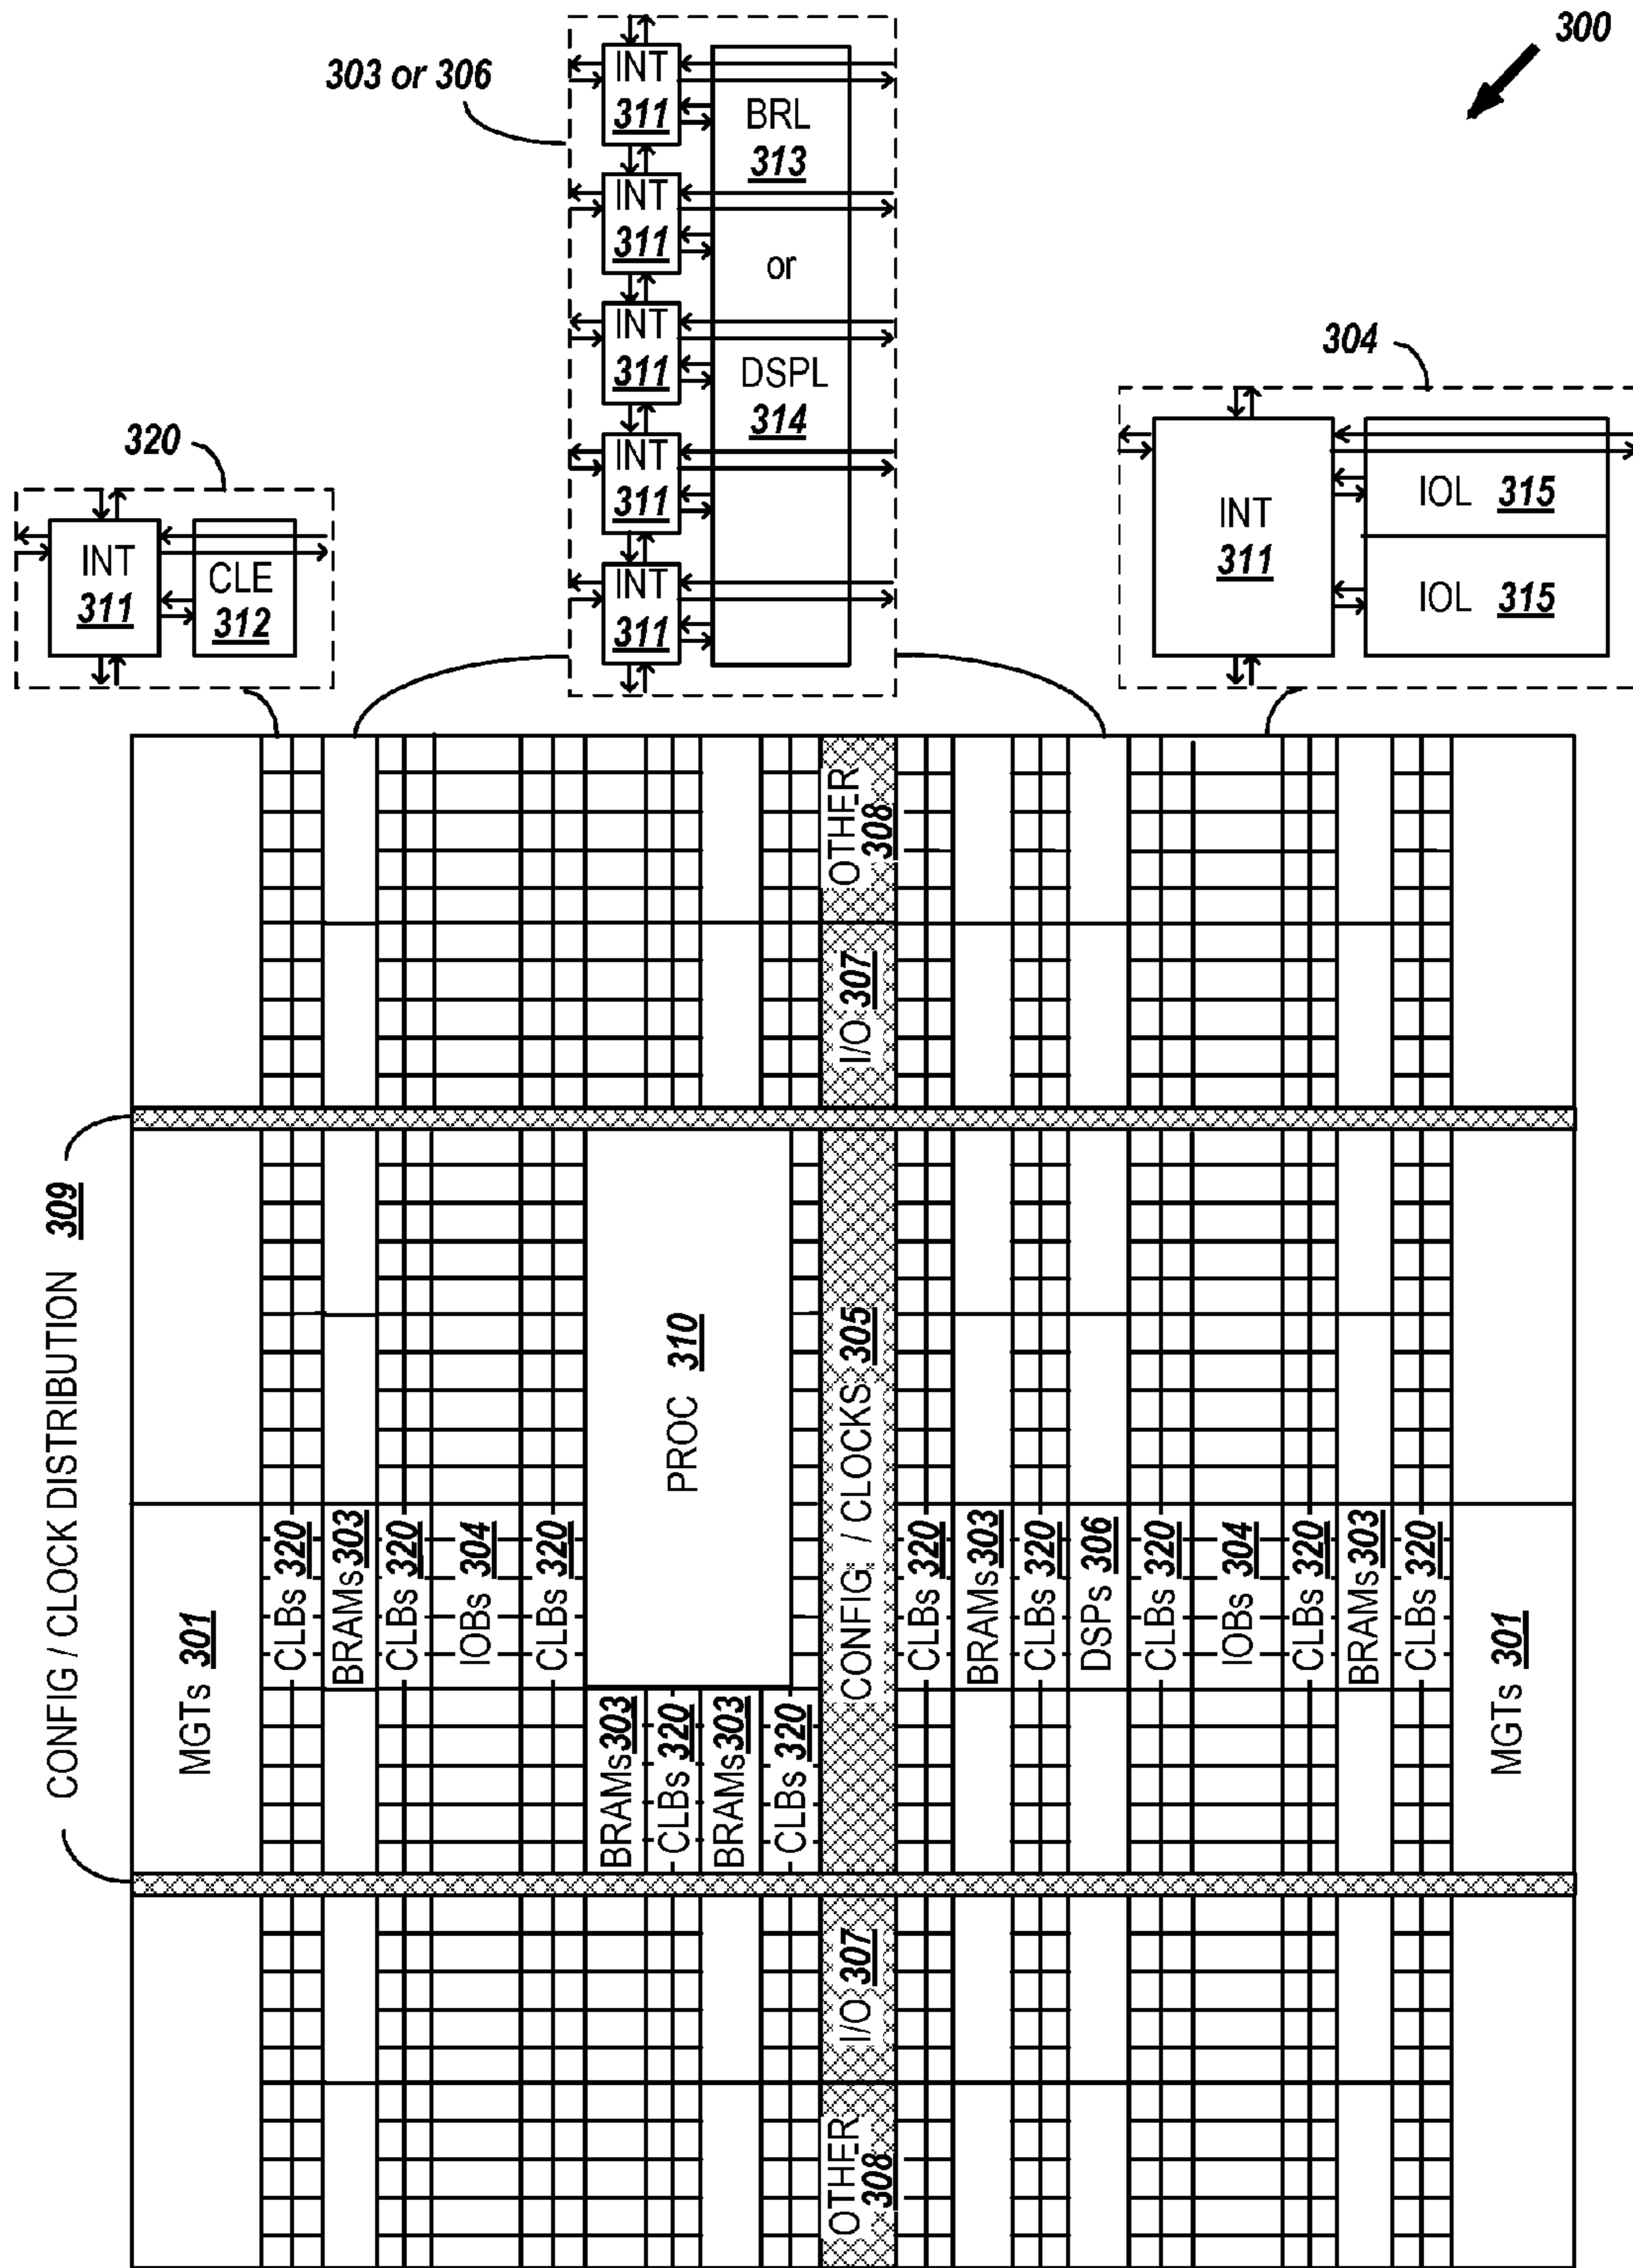 300
303 or 306
INT
311
INT
311
INT
311
INT
311
INT
311
BRL
313
or
DSPL
314
304
INT
311
IOL 315
IOL 315
320
INT
311
CLE
312
OTHER
308
I/O 307
CONFIG / CLOCK DISTRIBUTION 309
MGTs 301
CLBs 320
BRAMs 303
CLBs 320
IOBs 304
CLBs 320
PROC 310
BRAMs 303
CLBs 320
BRAMs 303
CLBs 320
CONFIG / CLOCKS 305
CLBs 320
BRAMs 303
CLBs 320
DSPs 306
CLBs 320
IOBs 304
CLBs 320
BRAMs 303
CLBs 320
MGTs 301
I/O 307
OTHER
308